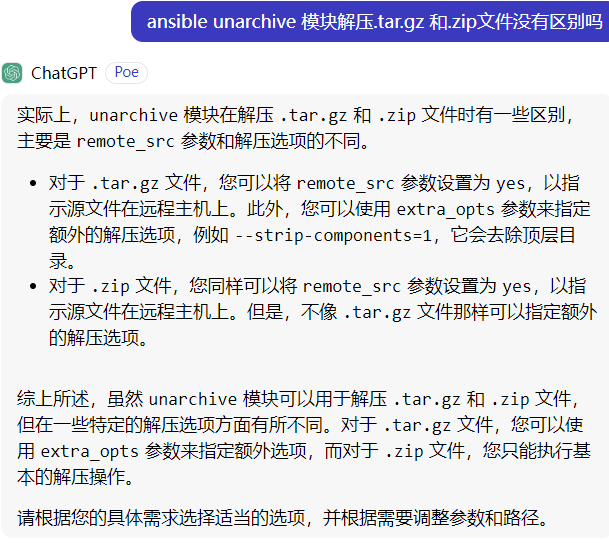 ansible unarchive 模块解压.tar.gz 和.zip文件没有区别吗
ChatGPT Poe
实际上，unarchive 模块在解压 .tar.gz 和 .zip 文件时有一些区别，
主要是 remote_src 参数和解压选项的不同。
• 对于 .tar.gz 文件，您可以将 remote_src 参数设置为 yes，以指
示源文件在远程主机上。此外，您可以使用 extra_opts 参数来指定
额外的解压选项，例如 --strip-components=1，它会去除顶层目
录。
• 对于 .zip 文件，您同样可以将 remote_src 参数设置为 yes，以指
示源文件在远程主机上。但是，不像 .tar.gz 文件那样可以指定额外
的解压选项。
综上所述，虽然 unarchive 模块可以用于解压 .tar.gz 和 .zip 文件，
但在一些特定的解压选项方面有所不同。对于 .tar.gz 文件，您可以使
用 extra_opts 参数来指定额外选项，而对于 .zip 文件，您只能执行基
本的解压操作。
请根据您的具体需求选择适当的选项，并根据需要调整参数和路径。